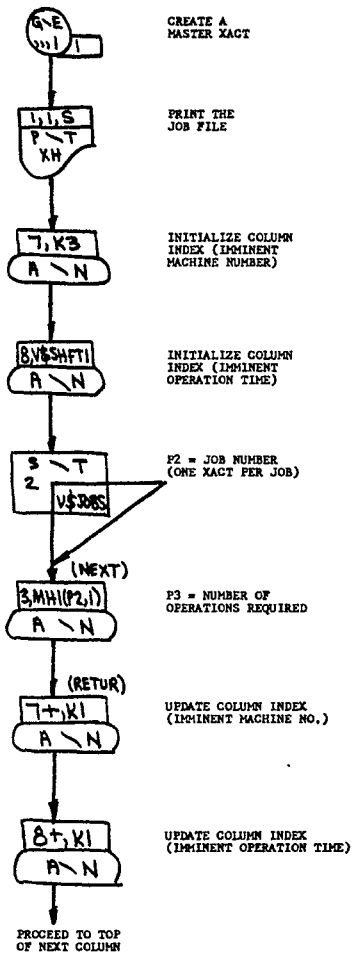 G\E
,,,1
1
CREATE A
MASTER XACT
1,1,S
P\T
XH
PRINT THE
JOB FILE
7,K3
A\N
INITIALIZE COLUMN
INDEX (IMMINENT
MACHINE NUMBER)
8,V$SHFT1
A\N
INITIALIZE COLUMN
INDEX (IMMINENT
OPERATION TIME)
S\T
2
V$JOBS
P2 = JOB NUMBER
(ONE XACT PER JOB)
(NEXT)
3,MH1(P2,1)
A\N
P3 = NUMBER OF
OPERATIONS REQUIRED
(RETUR)
7+,K1
A\N
UPDATE COLUMN INDEX
(IMMINENT MACHINE NO.)
8+,K1
A\N
UPDATE COLUMN INDEX
(IMMINENT OPERATION TIME)
PROCEED TO TOP
OF NEXT COLUMN